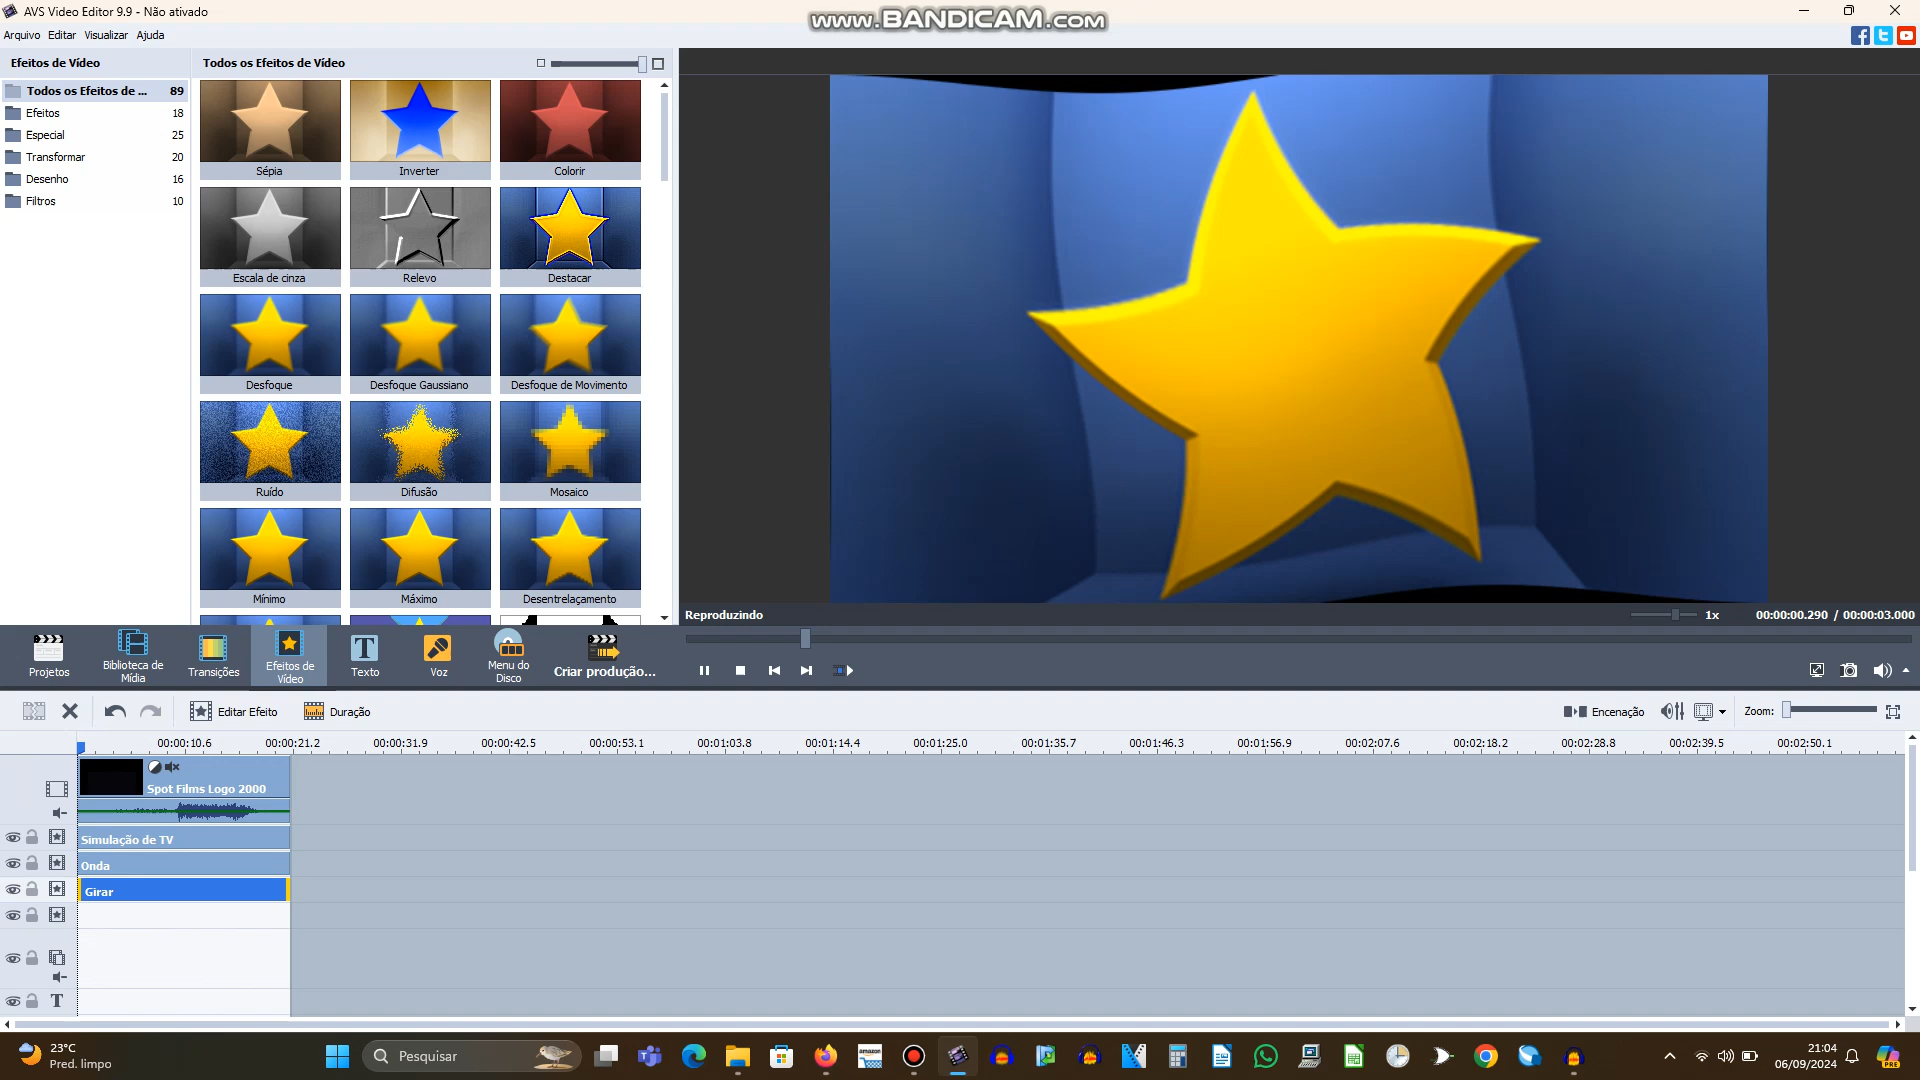 AVS Video Editor 9.9 - Não ativado
www.BANDICAM.com
Arquivo Editar Visualizar Ajuda
Efeitos de Vídeo
Todos os Efeitos de Vídeo
Todos os Efeitos de ... 89
Efeitos 18
Especial 25
Transformar 20
Desenho 16
Filtros 10
Sépia Inverter Colorir
Escala de cinza Relevo Destacar
Desfoque Desfoque Gaussiano Desfoque de Movimento
Ruído Difusão Mosaico
Mínimo Máximo Desentrelaçamento
Reproduzindo
1x 00:00:00.290 / 00:00:03.000
Projetos
Biblioteca de
Mídia
Transições
Efeitos de
Vídeo
Texto
Voz
Menu do
Disco
Criar produção...
Editar Efeito Duração
Encenação Zoom:
00:00:10.6 00:00:21.2 00:00:31.9 00:00:42.5 00:00:53.1 00:01:03.8 00:01:14.4 00:01:25.0 00:01:35.7 00:01:46.3 00:01:56.9 00:02:07.6 00:02:18.2 00:02:28.8 00:02:39.5 00:02:50.1
Spot Films Logo 2000
Simulação de TV
Onda
Girar
T
23°C
Pred. limpo
Pesquisar
amazon
21:04
06/09/2024
PRE